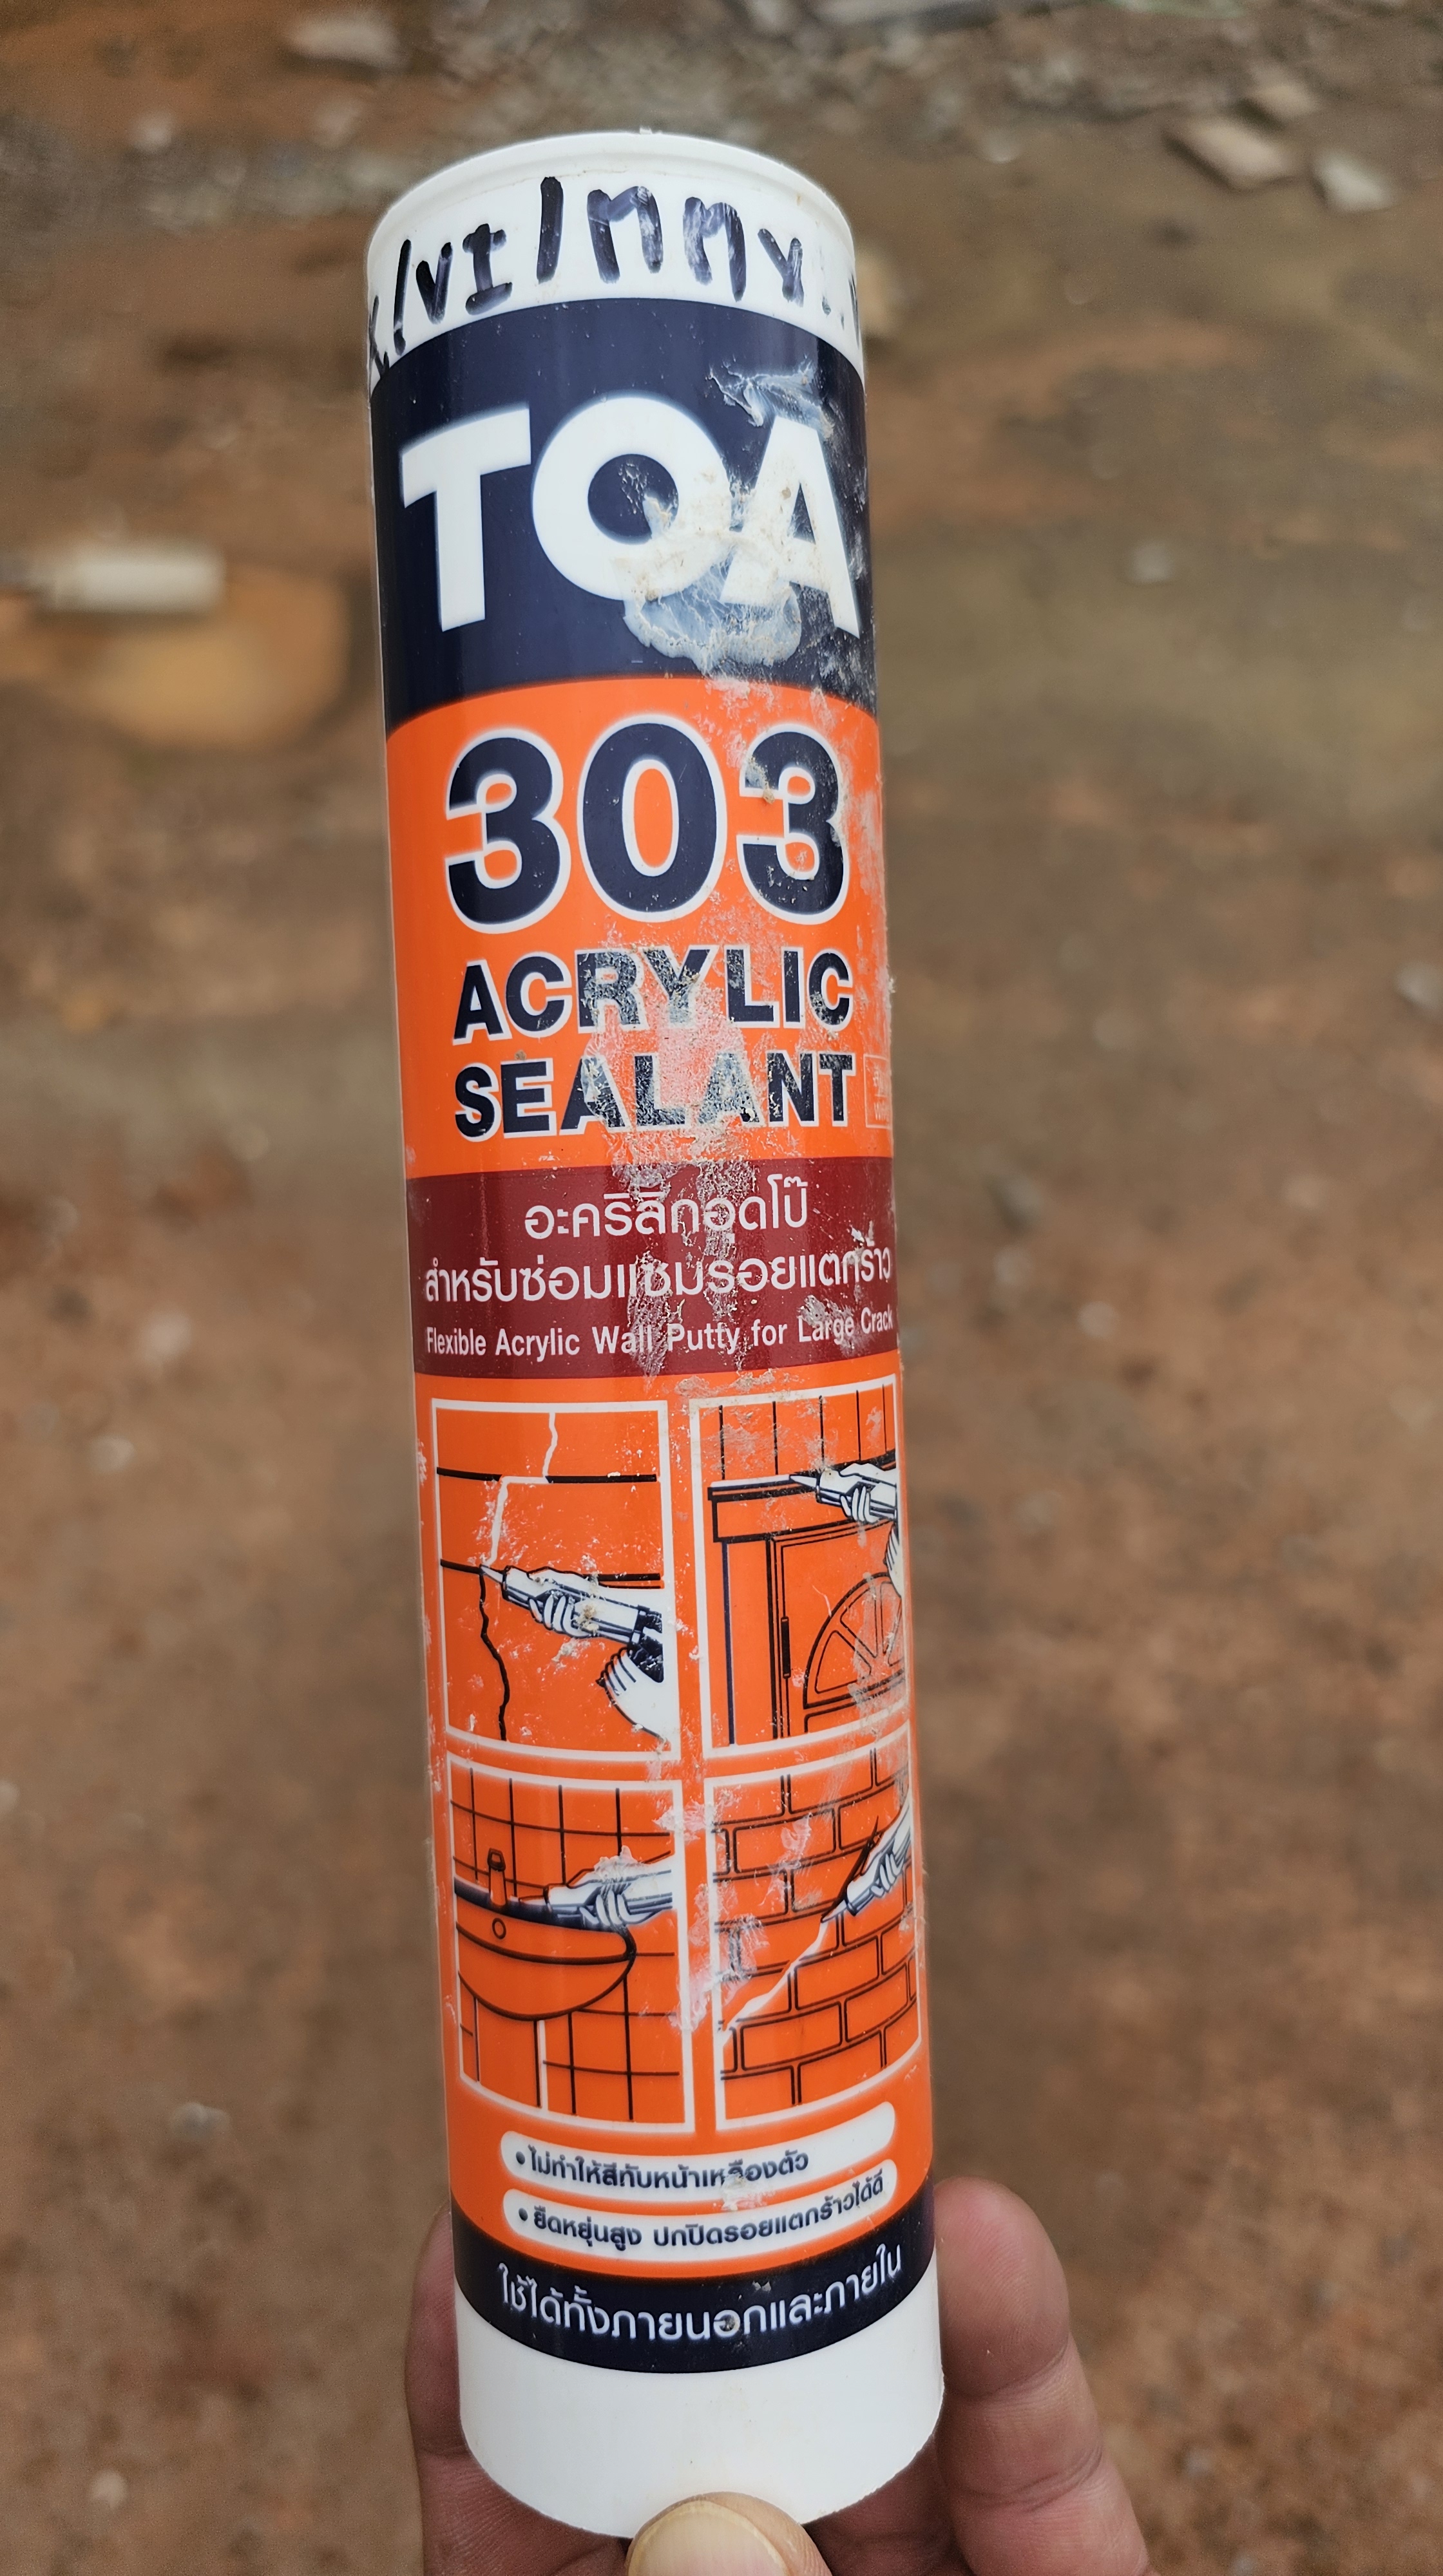 /VI/MMY
TOA
303
ACRYLIC
SEALANT
อะคริลิกอุดโป๊
สำหรับซ่อมแซมรอยแตกร้าว
Flexible Acrylic Wall Putty for Large Crack
• ไม่ทำให้สีทับหน้าเหลืองตัว
• ยืดหยุ่นสูง ปกปิดรอยแตกร้าวได้ดี
ใช้ได้ทั้งภายนอกและภายใน